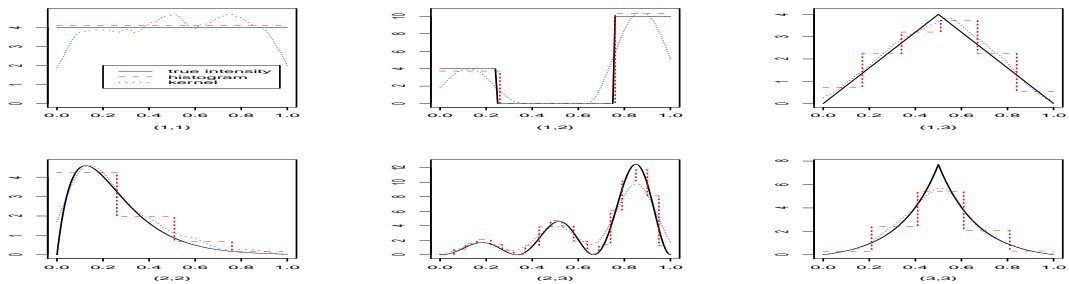 0 1 2 3 4
true intensity
histogram
kernel
0.0 0.2 0.4 0.6 0.8 1.0
(1,1)
0 2 4 6 8 10
0.0 0.2 0.4 0.6 0.8 1.0
(1,2)
0 1 2 3 4
0.0 0.2 0.4 0.6 0.8 1.0
(1,3)
0 1 2 3 4
0.0 0.2 0.4 0.6 0.8 1.0
(2,2)
0 2 4 6 8 10 12
0.0 0.2 0.4 0.6 0.8 1.0
(2,3)
0 2 4 6 8
0.0 0.2 0.4 0.6 0.8 1.0
(3,3)